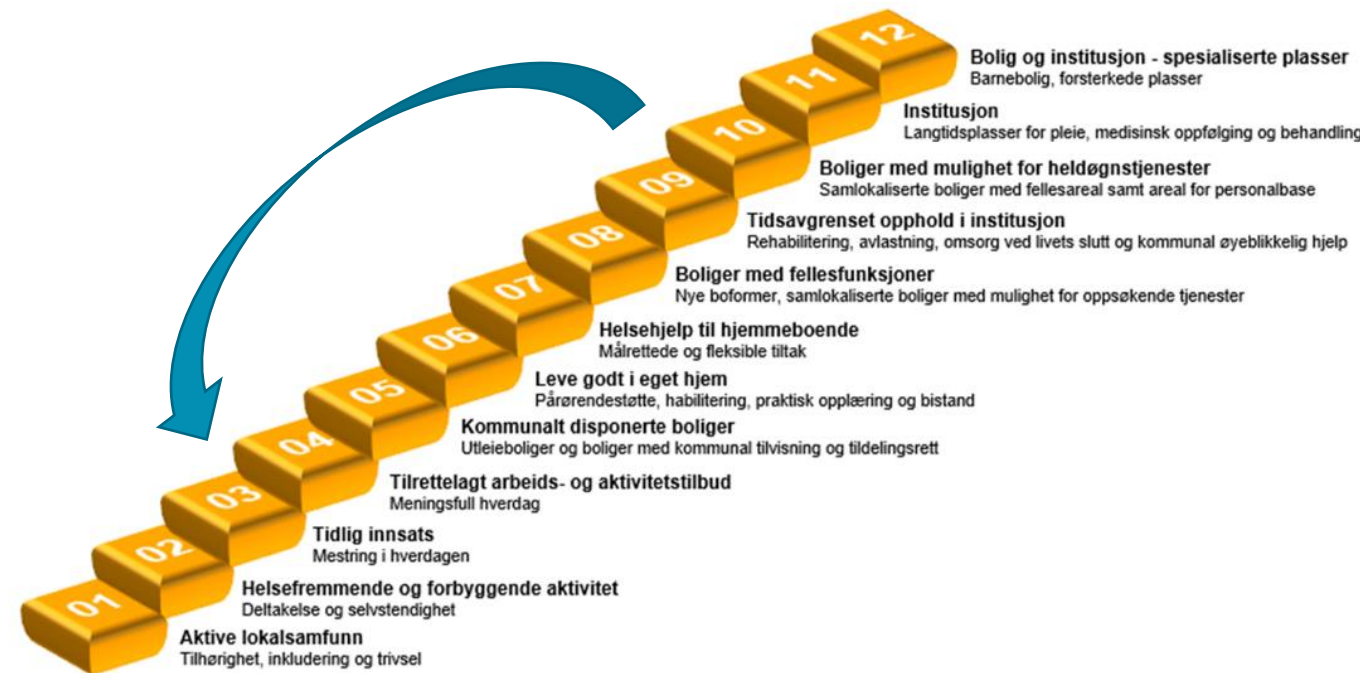 12
Bolig og institusjon - spesialiserte plasser
Barnebolig, forsterkede plasser
11
Institusjon
Langtidsplasser for pleie, medisinsk oppfølging og behandling
10
Boliger med mulighet for heldøgnstjenester
Samlokaliserte boliger med fellesareal samt areal for personalbase
09
Tidsavgrenset opphold i institusjon
Rehabilitering, avlastning, omsorg ved livets slutt og kommunal øyeblikkelig hjelp
08
Boliger med fellesfunksjoner
Nye boformer, samlokaliserte boliger med mulighet for oppsøkende tjenester
07
Helsehjelp til hjemmeboende
Målrettede og fleksible tiltak
06
Leve godt i eget hjem
Pårørendestøtte, habilitering, praktisk opplæring og bistand
05
Kommunalt disponerte boliger
Utleieboliger og boliger med kommunal tilvisning og tildelingsrett
04
Tilrettelagt arbeids- og aktivitetstilbud
Meningsfull hverdag
03
Tidlig innsats
Mestring i hverdagen
02
Helsefremmende og forbyggende aktivitet
Deltakelse og selvstendighet
01
Aktive lokalsamfunn
Tilhørighet, inkludering og trivsel